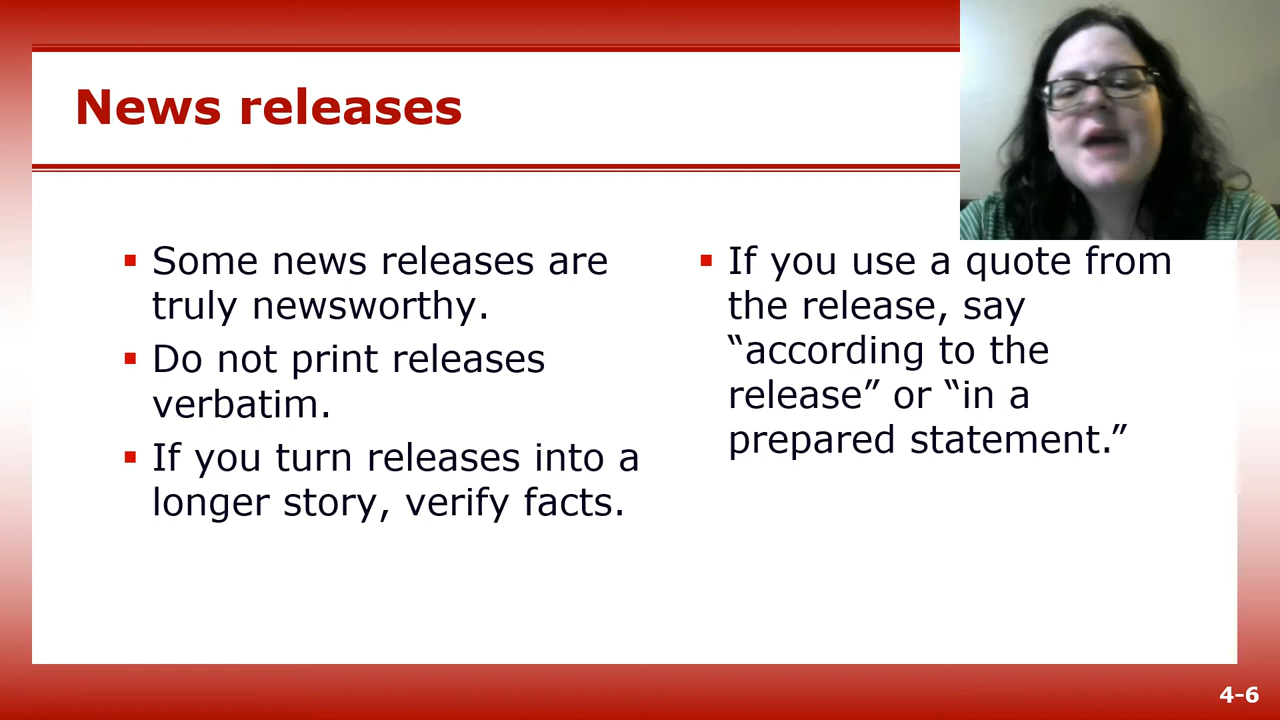 News releases
▪ Some news releases are
truly newsworthy.
▪ Do not print releases
verbatim.
▪ If you turn releases into a
longer story, verify facts.
▪ If you use a quote from
the release, say
“according to the
release” or “in a
prepared statement.”
4-6